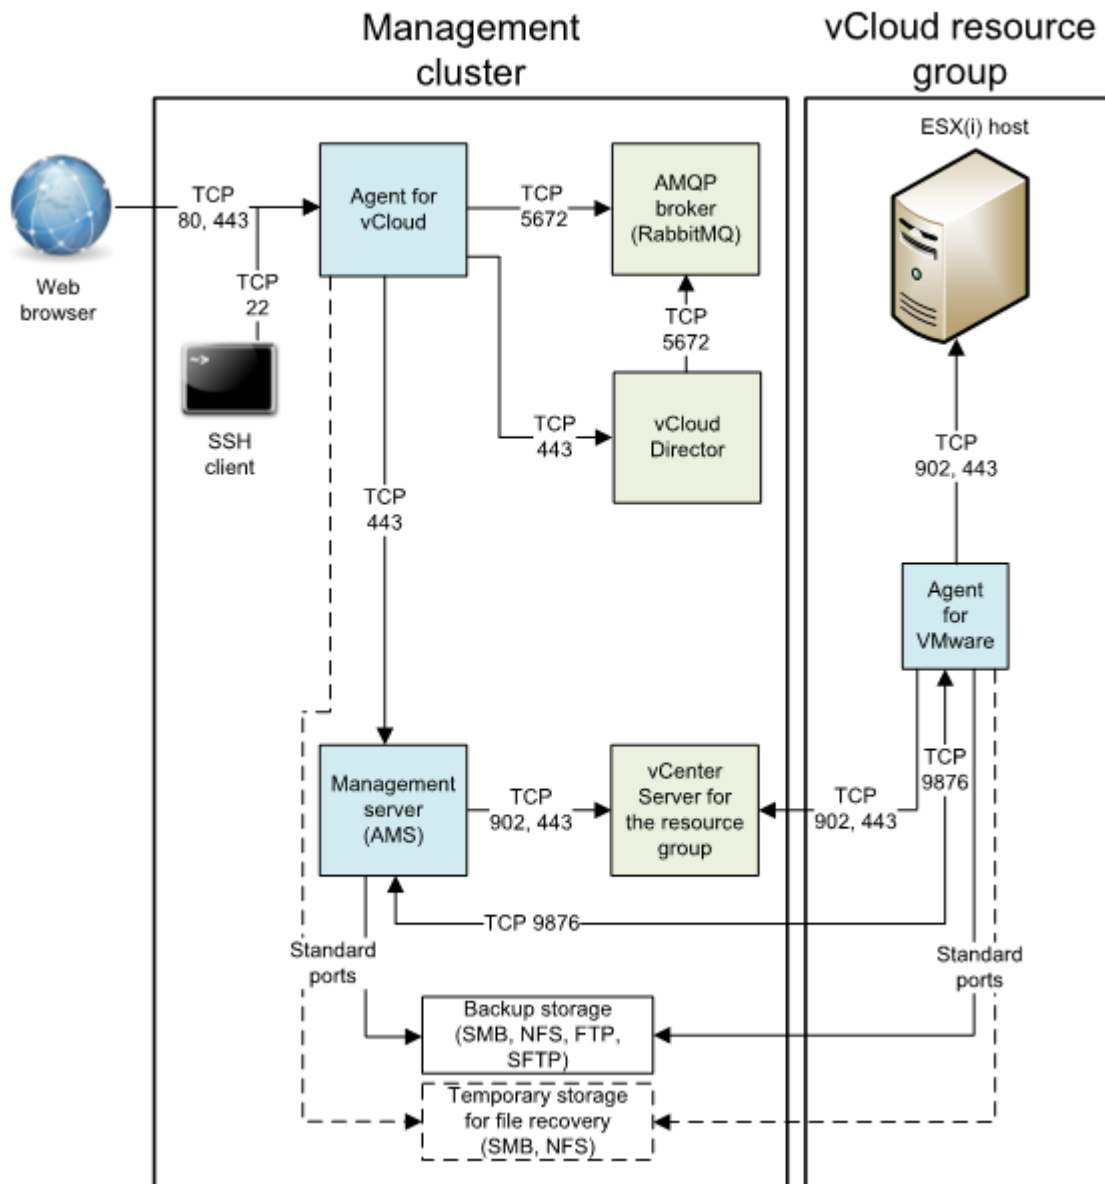 Management
cluster
vCloud resource
group
ESX(i) host
Web
browser
TCP
80, 443
TCP
22
~>
SSH
client
Agent for
vCloud
TCP
5672
AMQP
broker
(RabbitMQ)
TCP
5672
TCP
443
vCloud
Director
TCP
443
TCP
902, 443
Agent
for
VMware
Management
server
(AMS)
TCP
902, 443
vCenter
Server for
the resource
group
TCP
902, 443
TCP
9876
TCP 9876
Standard
ports
Standard
ports
Backup storage
(SMB, NFS, FTP,
SFTP)
Temporary storage
for file recovery
(SMB, NFS)